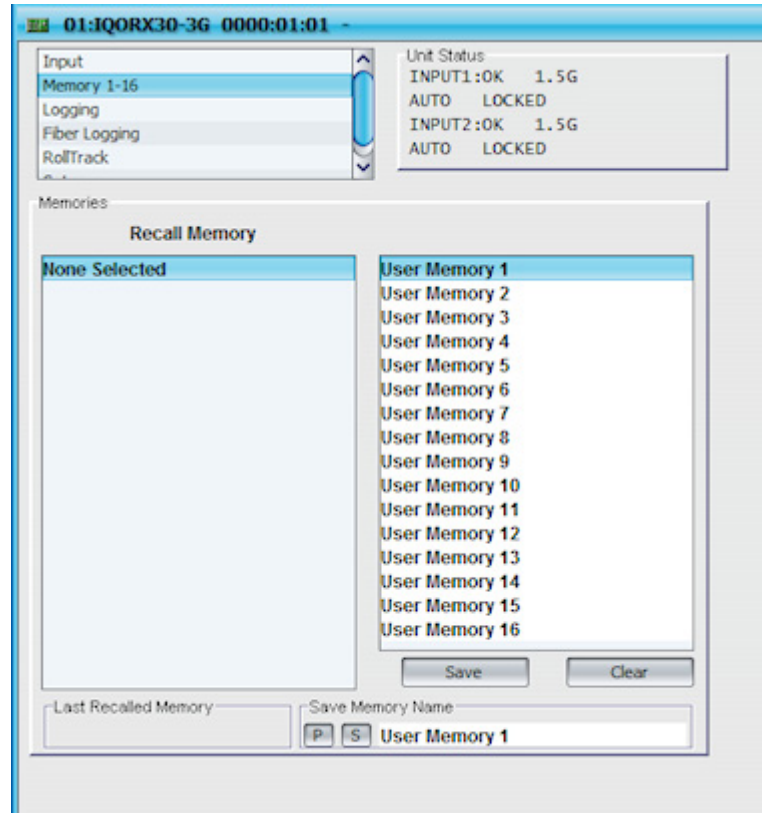 01:IQORX30-3G 0000:01:01 -
Input
Memory 1-16
Logging
Fiber Logging
RollTrack
Unit Status
INPUT1:OK 1.5G
AUTO LOCKED
INPUT2:OK 1.5G
AUTO LOCKED
Memories
Recall Memory
None Selected
User Memory 1
User Memory 2
User Memory 3
User Memory 4
User Memory 5
User Memory 6
User Memory 7
User Memory 8
User Memory 9
User Memory 10
User Memory 11
User Memory 12
User Memory 13
User Memory 14
User Memory 15
User Memory 16
Save Clear
Last Recalled Memory
Save Memory Name
P S User Memory 1